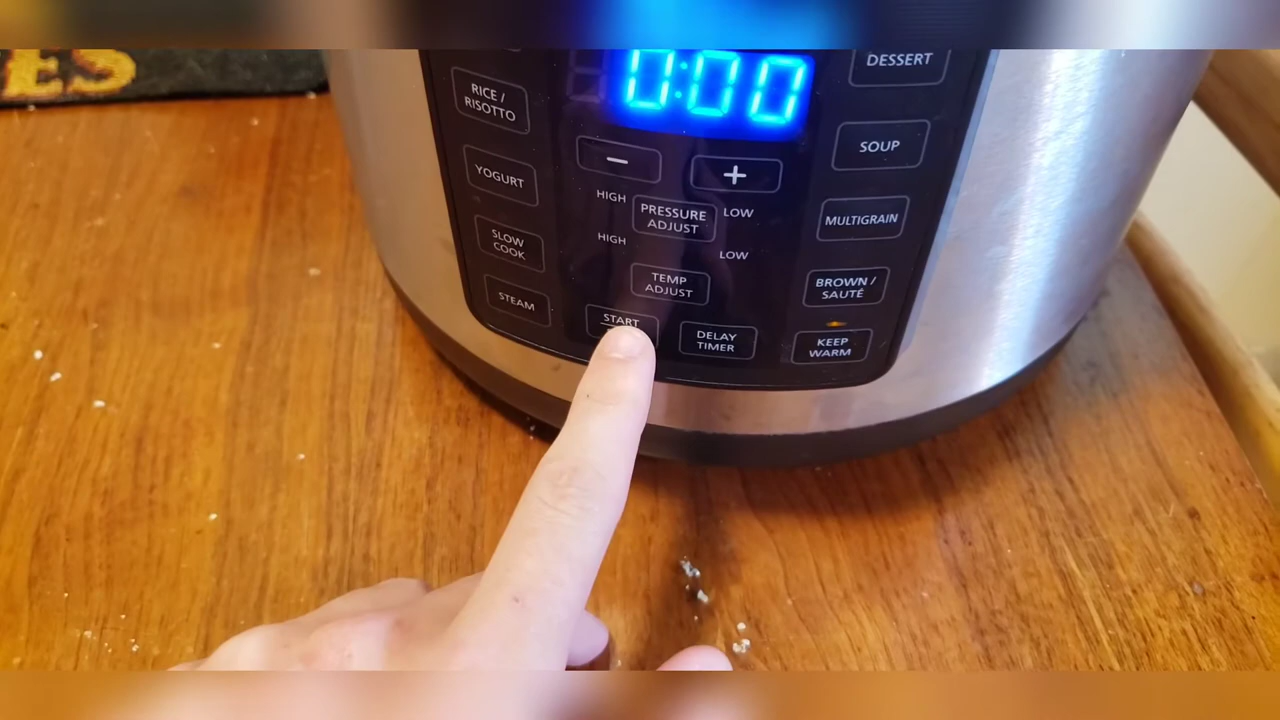 ES
0:00
DESSERT
RICE /
RISOTTO
− +
SOUP
YOGURT
HIGH LOW
PRESSURE
ADJUST
MULTIGRAIN
SLOW
COOK
HIGH LOW
TEMP
ADJUST
BROWN /
SAUTÉ
STEAM
START
DELAY
TIMER
KEEP
WARM